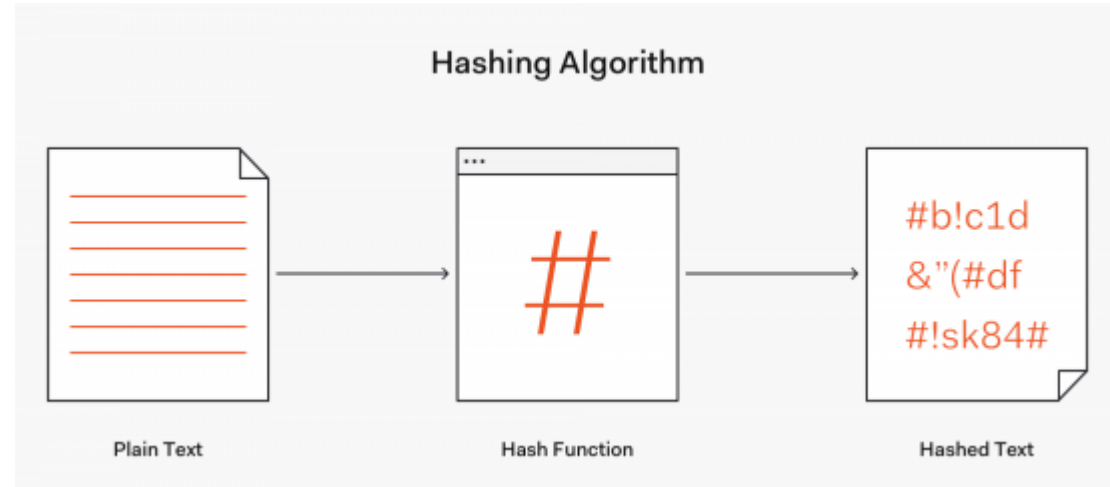 Hashing Algorithm
#
#b!c1d
&”(#df
#!sk84#
Plain Text
Hash Function
Hashed Text